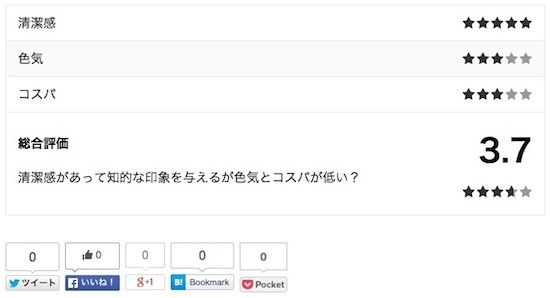 清潔感
色気
コスパ
総合評価
3.7
清潔感があって知的な印象を与えるが色気とコスパが低い？
0 0 0 0 0
ツイート いいね！ g+1 B! Bookmark Pocket